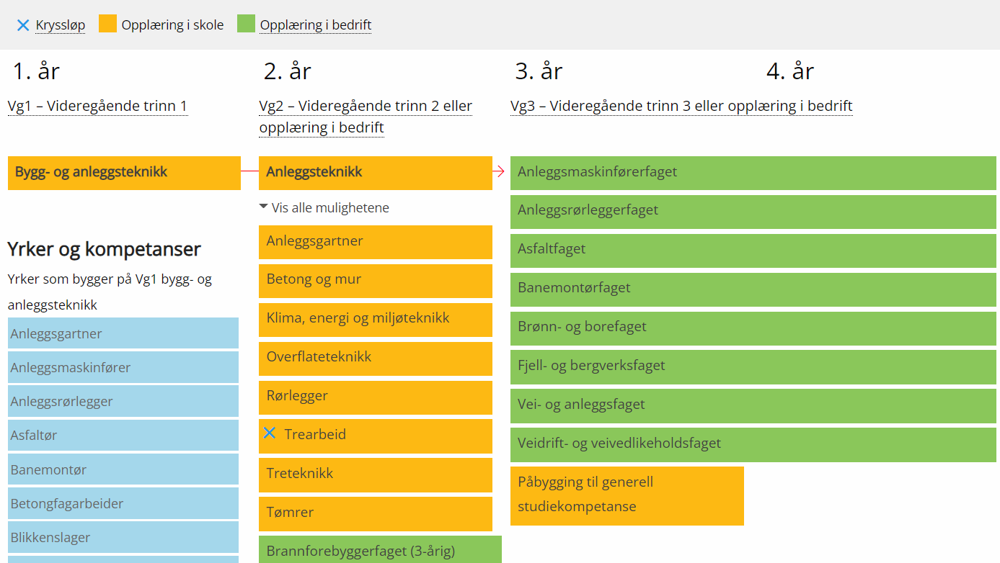 Kryssløp
Opplæring i skole
Opplæring i bedrift
1. år
2. år
3. år
4. år
Vg1 – Videregående trinn 1
Vg2 – Videregående trinn 2 eller
opplæring i bedrift
Vg3 – Videregående trinn 3 eller opplæring i bedrift
Bygg- og anleggsteknikk
Yrker og kompetanser
Yrker som bygger på Vg1 bygg- og
anleggsteknikk
Anleggsgartner
Anleggsmaskinfører
Anleggsrørlegger
Asfaltør
Banemontør
Betongfagarbeider
Blikkenslager
Anleggsteknikk
Vis alle mulighetene
Anleggsgartner
Betong og mur
Klima, energi og miljøteknikk
Overflateteknikk
Rørlegger
Trearbeid
Treteknikk
Tømrer
Brannforebyggerfaget (3-årig)
Anleggsmaskinførerfaget
Anleggsrørleggerfaget
Asfaltfaget
Banemontørfaget
Brønn- og borefaget
Fjell- og bergverksfaget
Vei- og anleggsfaget
Veidrift- og veivedlikeholdsfaget
Påbygging til generell
studiekompetanse